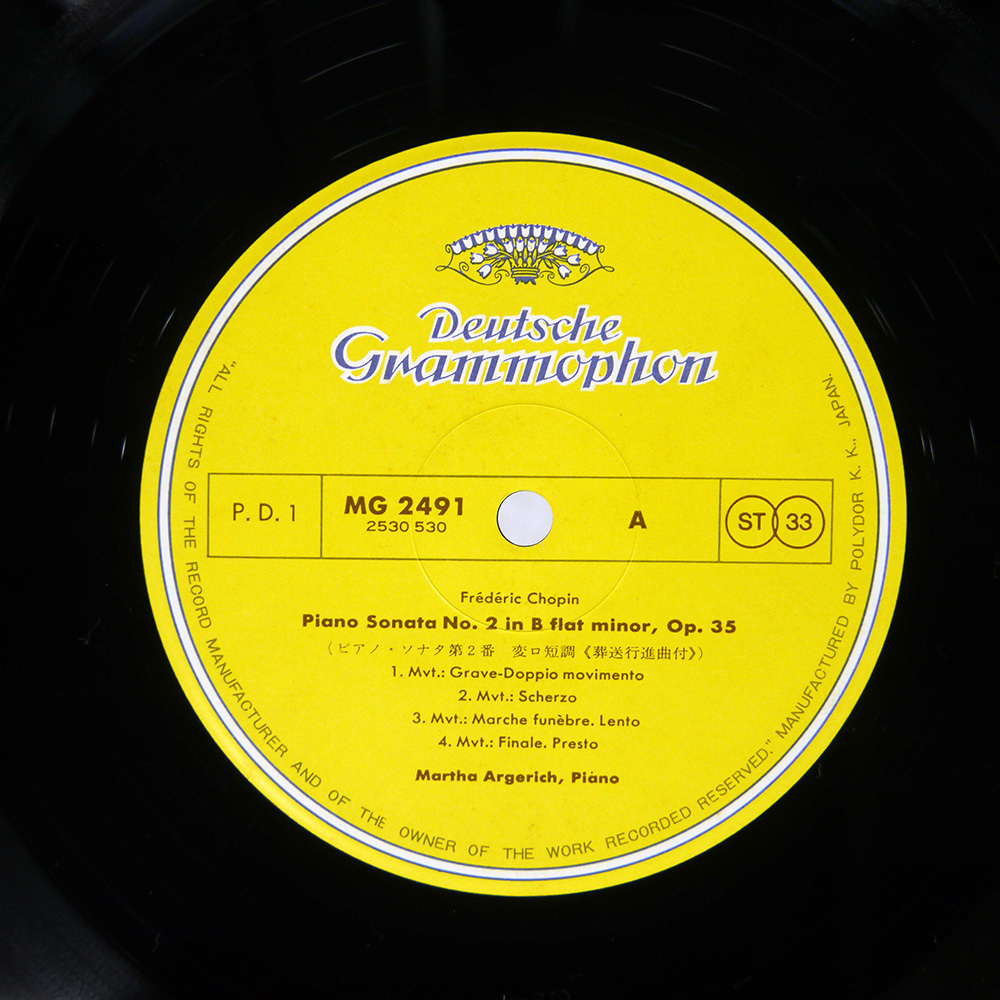 Deutsche
Grammophon
P. D. 1
MG 2491
2530 530
A
ST 33
Frédéric Chopin
Piano Sonata No. 2 in B flat minor, Op. 35
(ピアノ・ソナタ第2番 変ロ短調《葬送行進曲付》)
1. Mvt.: Grave-Doppio movimento
2. Mvt.: Scherzo
3. Mvt.: Marche funèbre. Lento
4. Mvt.: Finale. Presto
Martha Argerich, Piano
"ALL RIGHTS OF THE RECORD MANUFACTURER AND OF THE OWNER OF THE WORK RECORDED RESERVED." MANUFACTURED BY POLYDOR K. K., JAPAN.